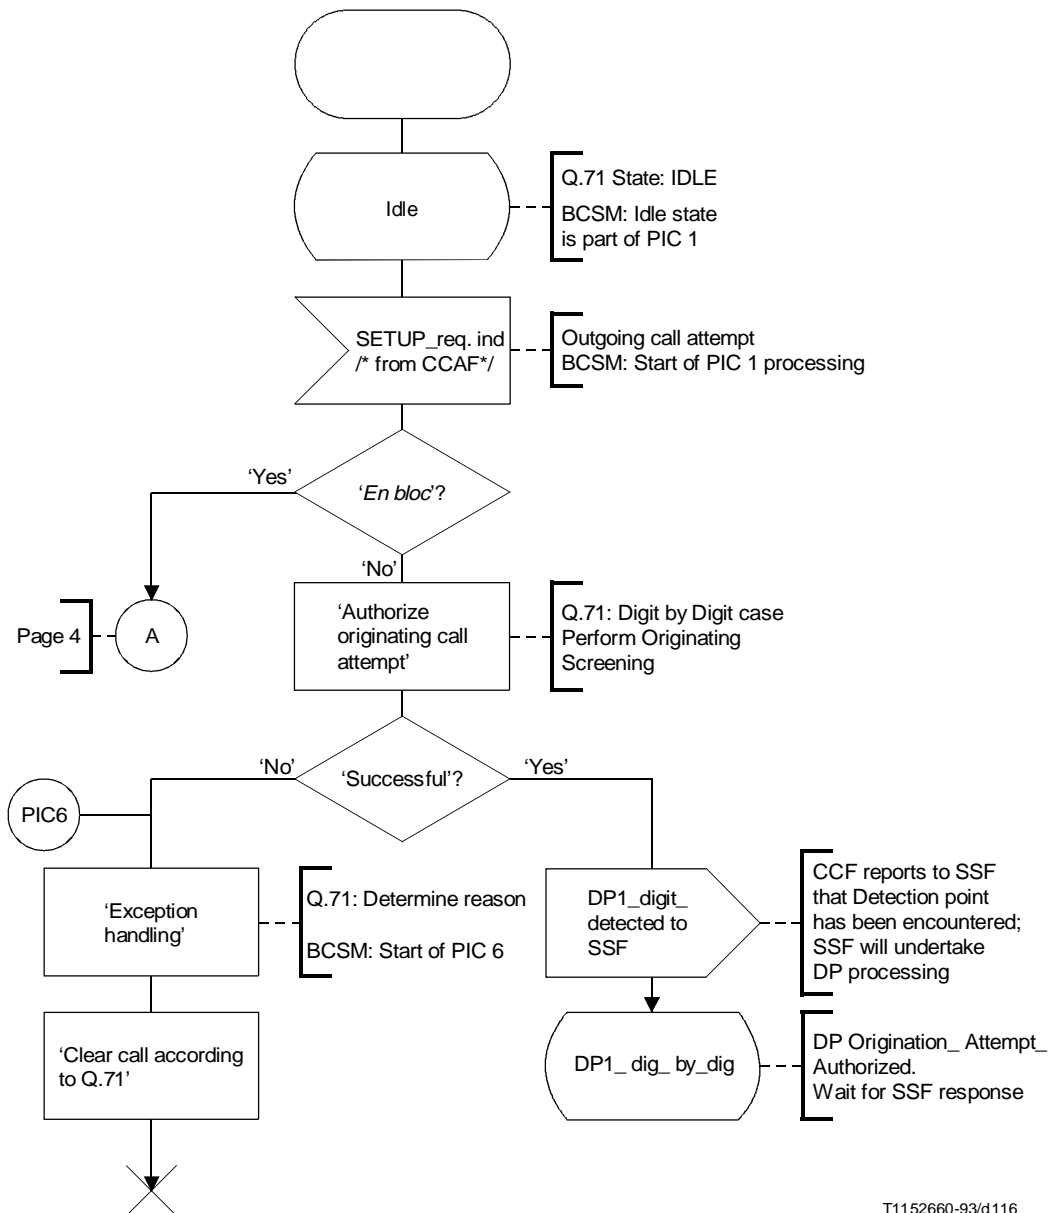 Idle
Q.71 State: IDLE
BCSM: Idle state
is part of PIC 1
SETUP_req. ind
/* from CCAF*/
Outgoing call attempt
BCSM: Start of PIC 1 processing
‘Yes’
‘En bloc’?
‘No’
Page 4
A
‘Authorize
originating call
attempt’
Q.71: Digit by Digit case
Perform Originating
Screening
‘No’
‘Successful’?
‘Yes’
PIC6
‘Exception
handling’
Q.71: Determine reason
BCSM: Start of PIC 6
DP1_digit_
detected to
SSF
CCF reports to SSF
that Detection point
has been encountered;
SSF will undertake
DP processing
‘Clear call according
to Q.71’
DP1_ dig_ by_dig
DP Origination_ Attempt_
Authorized.
Wait for SSF response
T1152660-93/d116